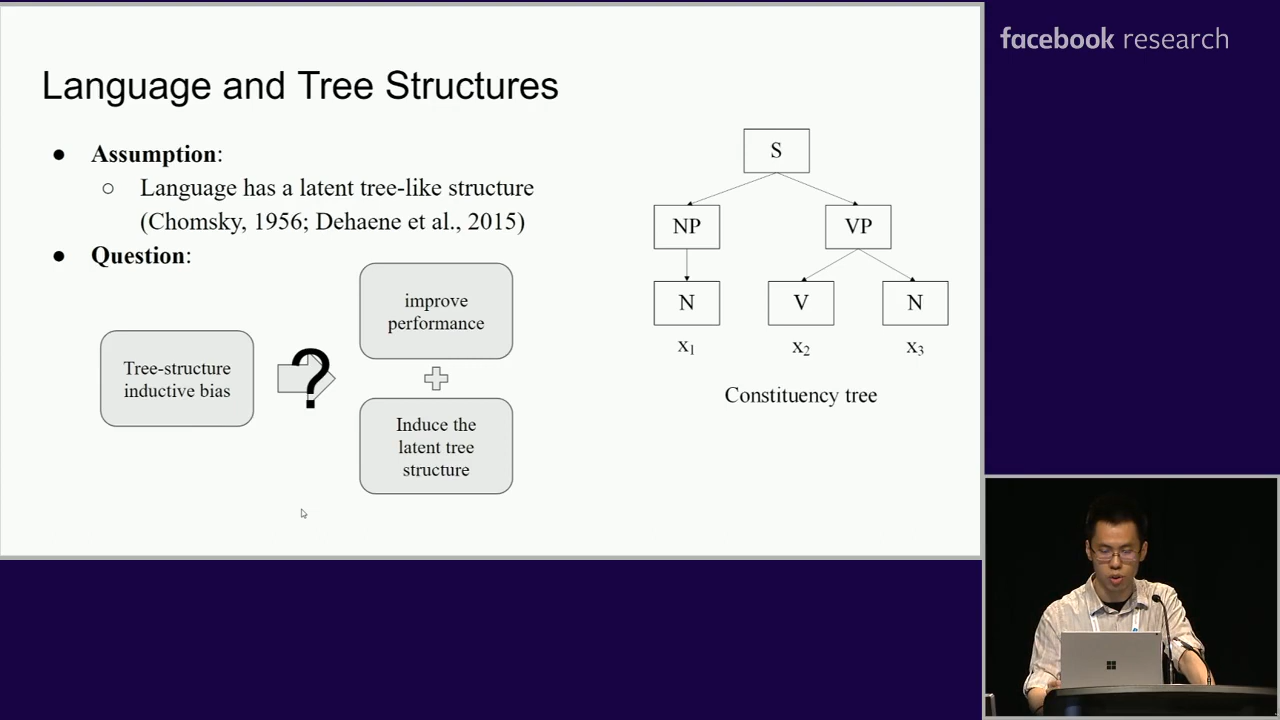 facebook research
Language and Tree Structures
● Assumption:
○ Language has a latent tree-like structure
(Chomsky, 1956; Dehaene et al., 2015)
● Question:
Tree-structure
inductive bias
?
improve
performance
Induce the
latent tree
structure
S
NP VP
N V N
x₁ x₂ x₃
Constituency tree